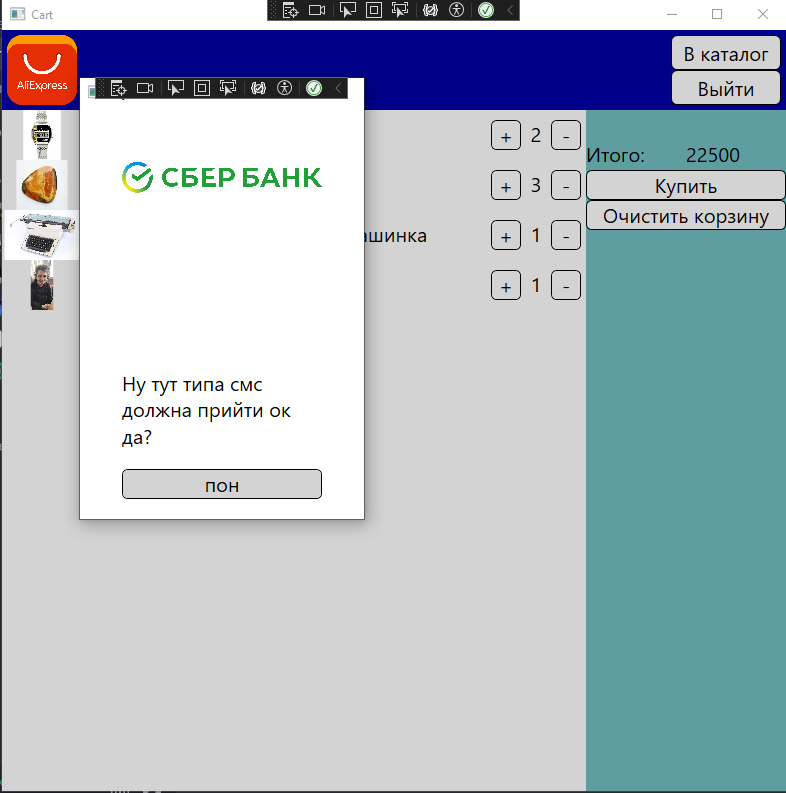 Cart
AliExpress
В каталог
Выйти
СБЕР БАНК
+ 2 -
+ 3 -
ашинка
+ 1 -
+ 1 -
Итого: 22500
Купить
Очистить корзину
Ну тут типа смс
должна прийти ок
да?
пон